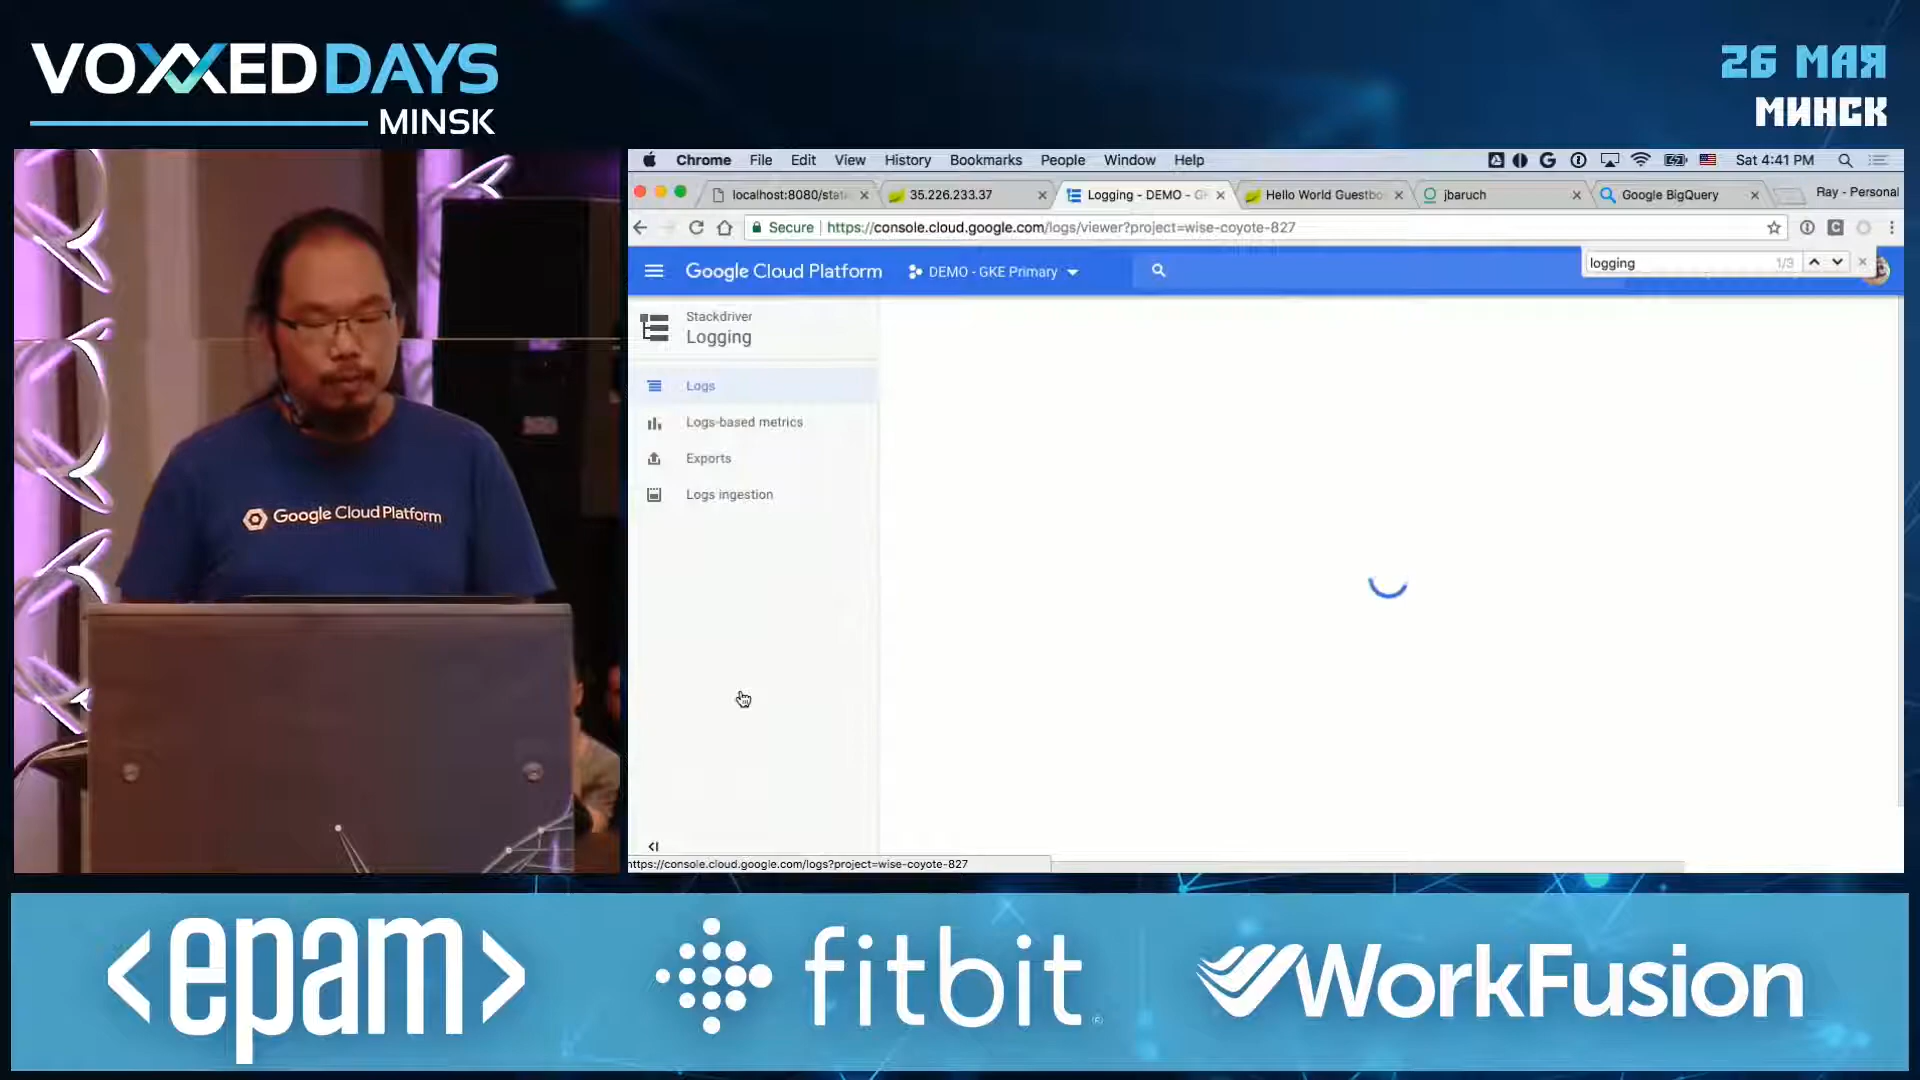 VOXXEDDAYS
MINSK
26 МАЯ
МИНСК
Chrome File Edit View History Bookmarks People Window Help
Sat 4:41 PM
localhost:8080/stat
35.226.233.37
Logging - DEMO - G
Hello World Guestbo
jbaruch
Google BigQuery
Ray - Personal
Secure
https://console.cloud.google.com/logs/viewer?project=wise-coyote-827
Google Cloud Platform
DEMO - GKE Primary
logging
1/3
Stackdriver
Logging
Logs
Logs-based metrics
Exports
Logs ingestion
https://console.cloud.google.com/logs?project=wise-coyote-827
Google Cloud Platform
<epam>
fitbit
WorkFusion